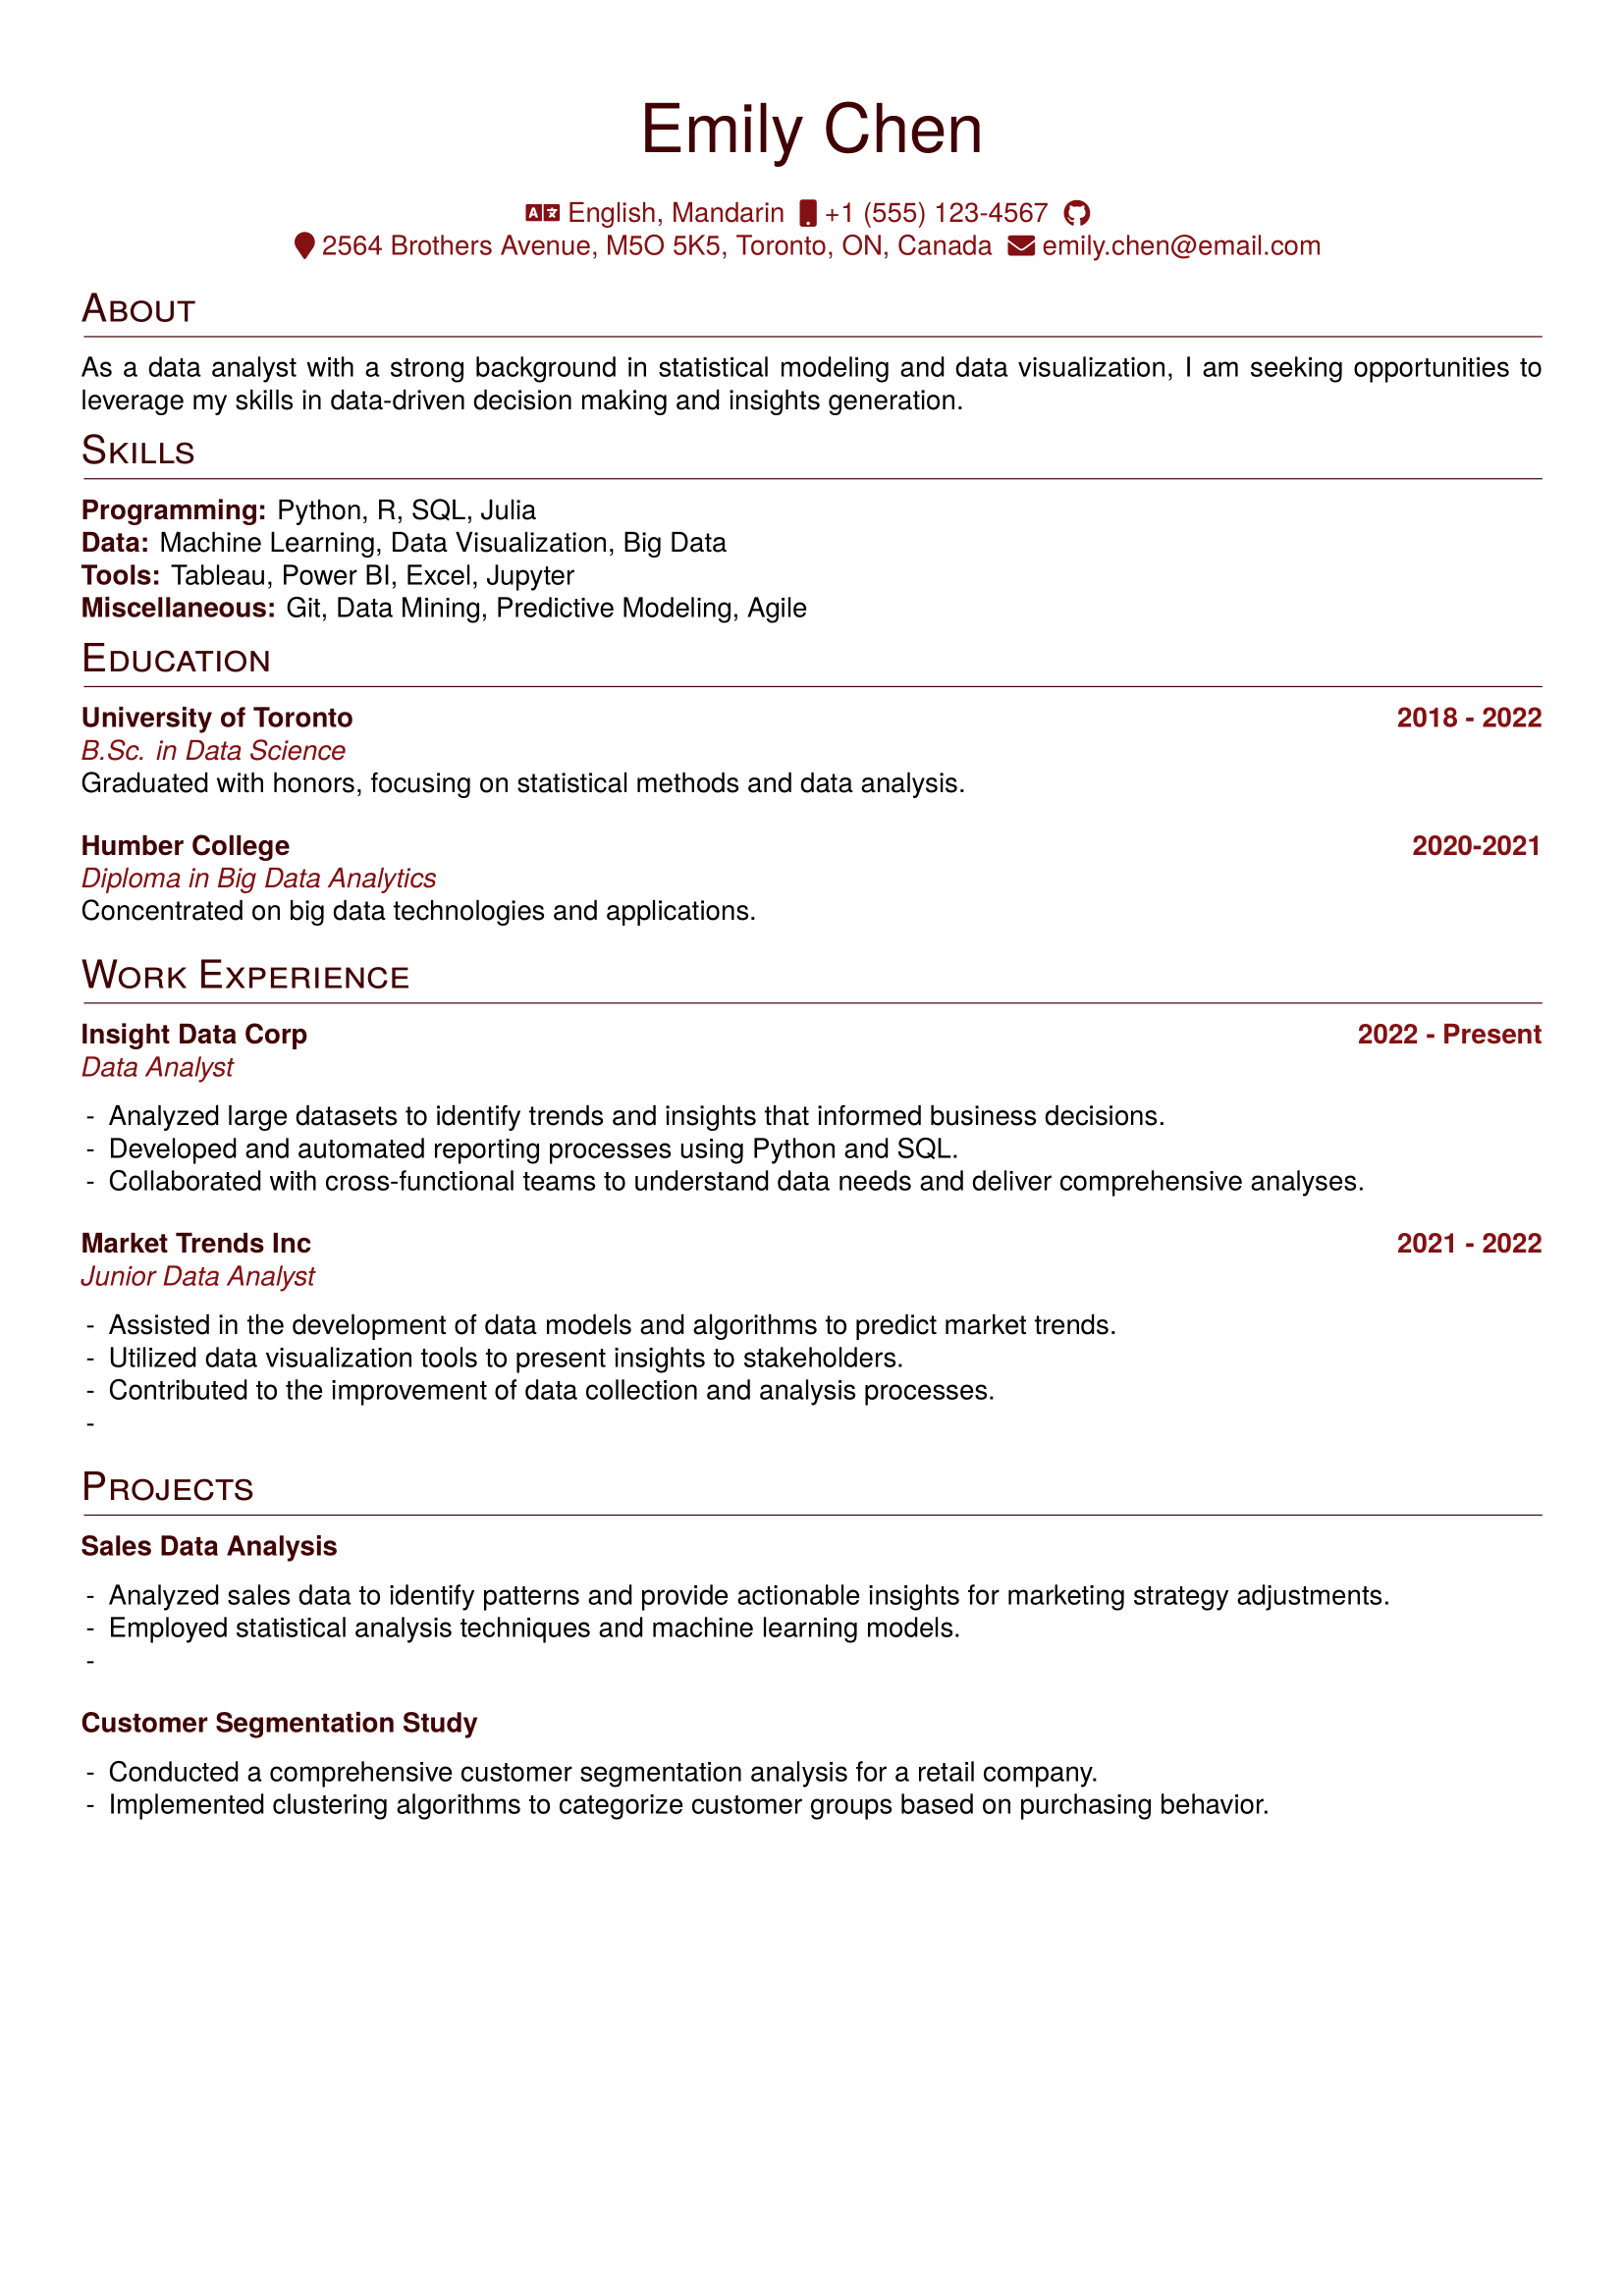 Emily Chen
English, Mandarin +1 (555) 123-4567
2564 Brothers Avenue, M5O 5K5, Toronto, ON, Canada emily.chen@email.com
About
As a data analyst with a strong background in statistical modeling and data visualization, I am seeking opportunities to
leverage my skills in data-driven decision making and insights generation.
Skills
Programming: Python, R, SQL, Julia
Data: Machine Learning, Data Visualization, Big Data
Tools: Tableau, Power BI, Excel, Jupyter
Miscellaneous: Git, Data Mining, Predictive Modeling, Agile
Education
University of Toronto 2018 - 2022
B.Sc. in Data Science
Graduated with honors, focusing on statistical methods and data analysis.
Humber College 2020-2021
Diploma in Big Data Analytics
Concentrated on big data technologies and applications.
Work Experience
Insight Data Corp 2022 - Present
Data Analyst
- Analyzed large datasets to identify trends and insights that informed business decisions.
- Developed and automated reporting processes using Python and SQL.
- Collaborated with cross-functional teams to understand data needs and deliver comprehensive analyses.
Market Trends Inc 2021 - 2022
Junior Data Analyst
- Assisted in the development of data models and algorithms to predict market trends.
- Utilized data visualization tools to present insights to stakeholders.
- Contributed to the improvement of data collection and analysis processes.
-
Projects
Sales Data Analysis
- Analyzed sales data to identify patterns and provide actionable insights for marketing strategy adjustments.
- Employed statistical analysis techniques and machine learning models.
-
Customer Segmentation Study
- Conducted a comprehensive customer segmentation analysis for a retail company.
- Implemented clustering algorithms to categorize customer groups based on purchasing behavior.